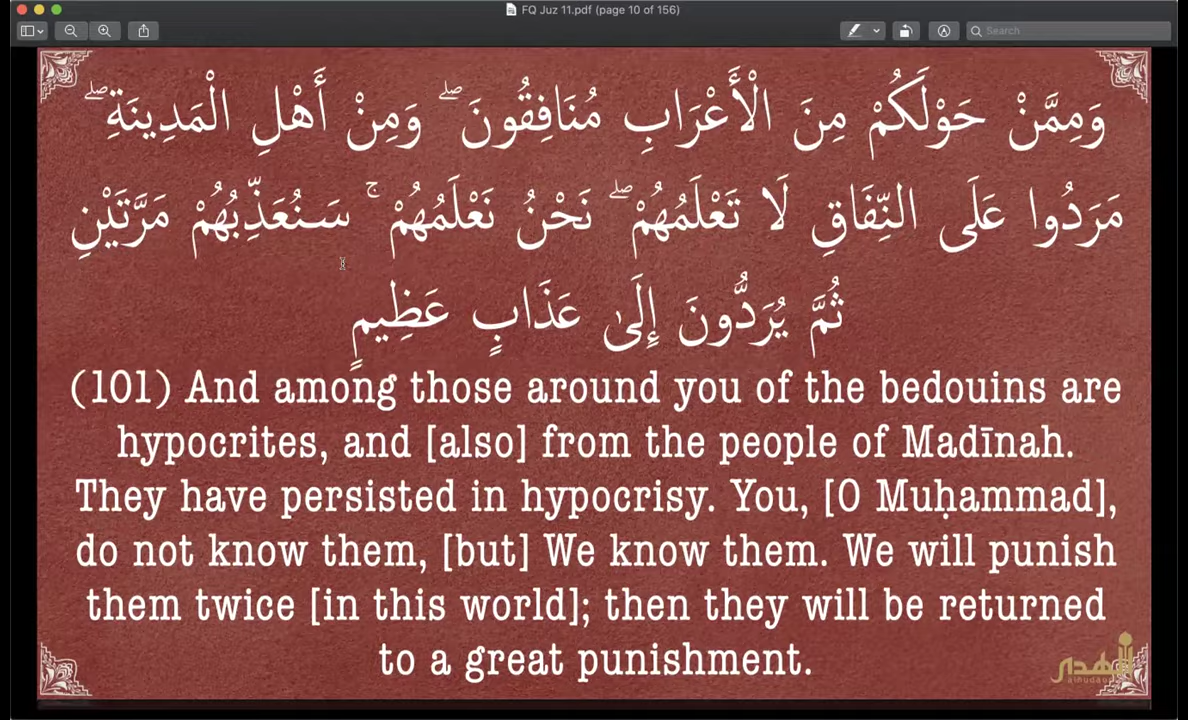 FQ Juz 11.pdf (page 10 of 156)
Search
وَمِمَّنْ حَوْلَكُمْ مِنَ الْأَعْرَابِ مُنَافِقُونَ ۖ وَمِنْ أَهْلِ الْمَدِينَةِ ۖ
مَرَدُوا عَلَى النِّفَاقِ لَا تَعْلَمُهُمْ ۖ نَحْنُ نَعْلَمُهُمْ ۚ سَنُعَذِّبُهُمْ مَرَّتَيْنِ
ثُمَّ يُرَدُّونَ إِلَىٰ عَذَابٍ عَظِيمٍ
(101) And among those around you of the bedouins are
hypocrites, and [also] from the people of Madīnah.
They have persisted in hypocrisy. You, [O Muḥammad],
do not know them, [but] We know them. We will punish
them twice [in this world]; then they will be returned
to a great punishment.
الهدى